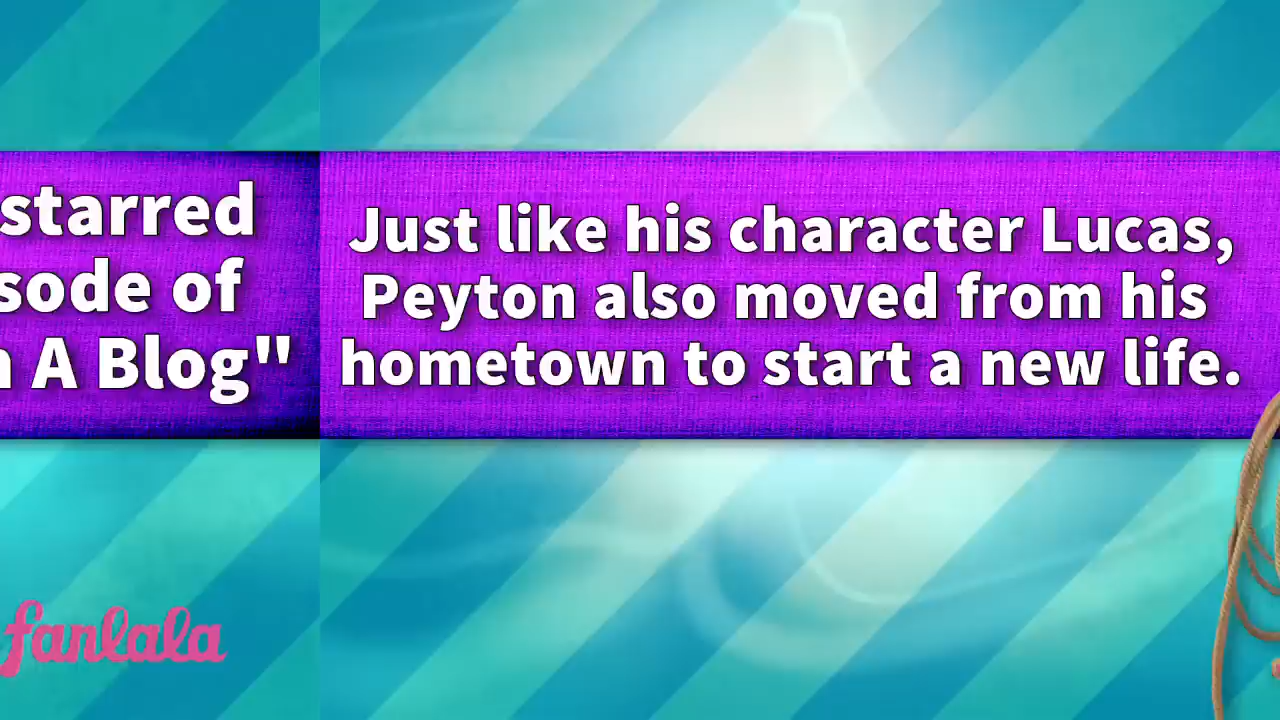 starred
sode of
A Blog"
Just like his character Lucas,
Peyton also moved from his
hometown to start a new life.
fanlala